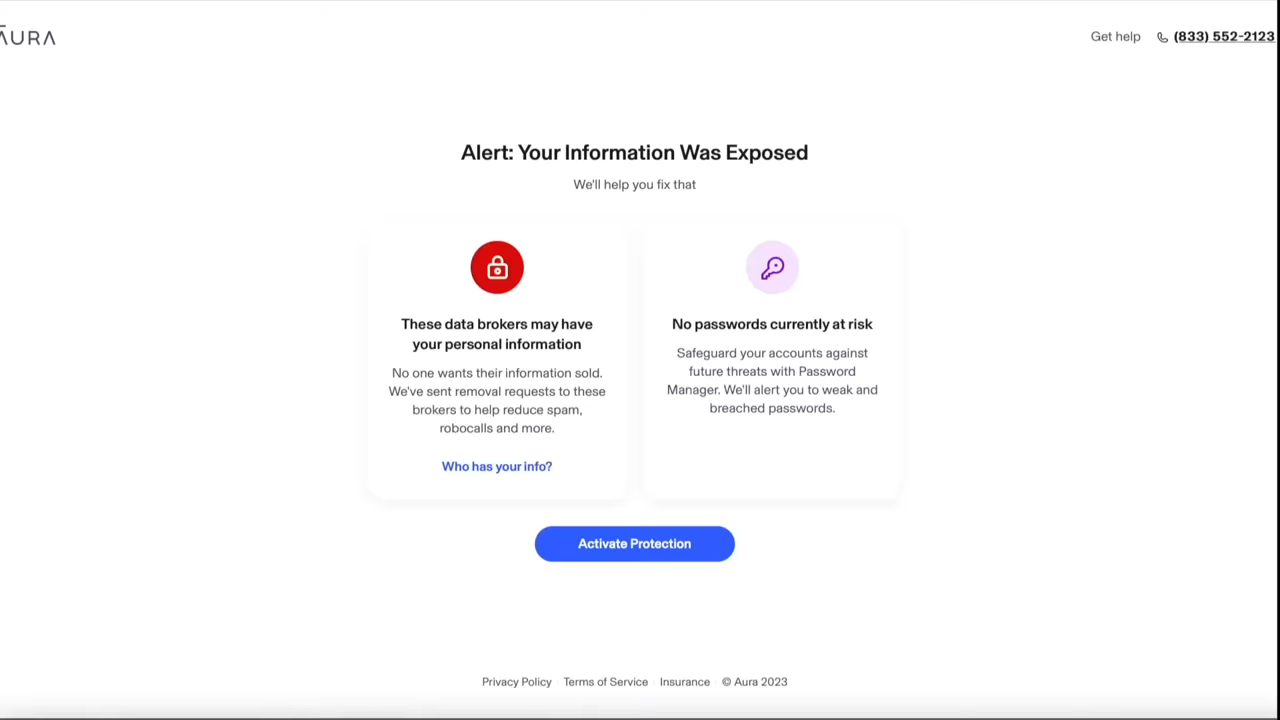 AURA
Get help (833) 552-2123
Alert: Your Information Was Exposed
We'll help you fix that
These data brokers may have
your personal information
No one wants their information sold.
We've sent removal requests to these
brokers to help reduce spam,
robocalls and more.
Who has your info?
No passwords currently at risk
Safeguard your accounts against
future threats with Password
Manager. We'll alert you to weak and
breached passwords.
Activate Protection
Privacy Policy Terms of Service Insurance © Aura 2023